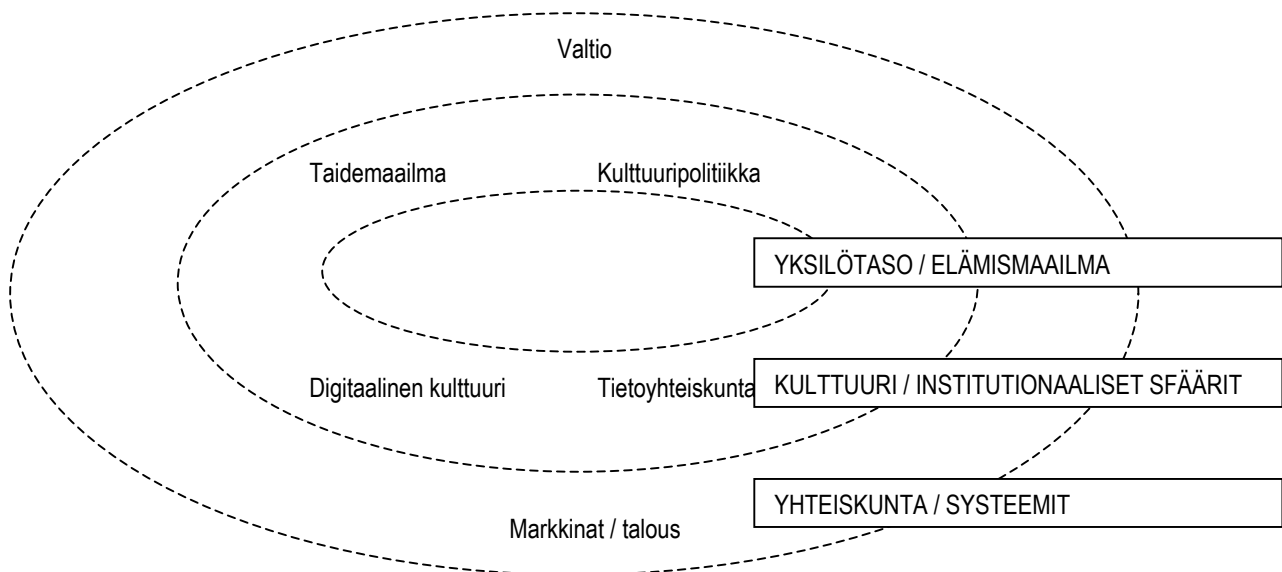 Valtio
Taidemaailma Kulttuuripolitiikka
YKSILÖTASO / ELÄMISMAAILMA
Digitaalinen kulttuuri Tietoyhteiskunta
KULTTUURI / INSTITUTIONAALISET SFÄÄRIT
YHTEISKUNTA / SYSTEEMIT
Markkinat / talous